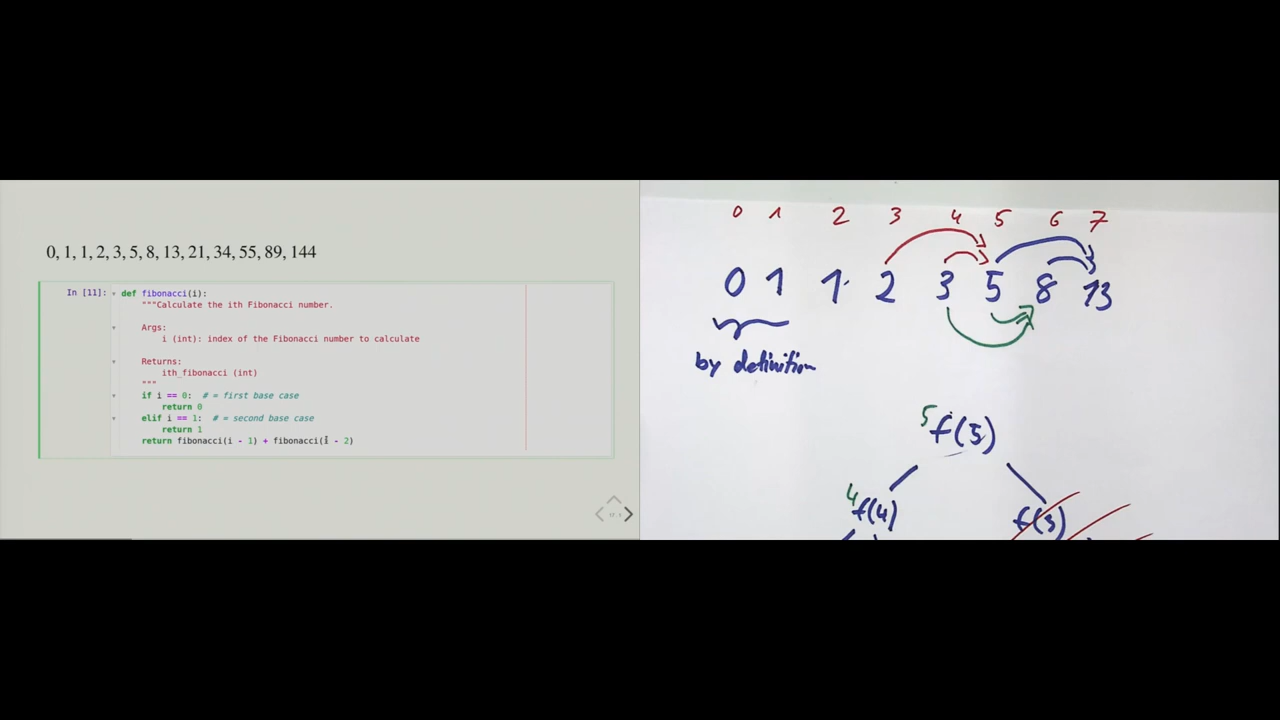 0, 1, 1, 2, 3, 5, 8, 13, 21, 34, 55, 89, 144
In [11]: def fibonacci(i):
"""Calculate the ith Fibonacci number.
Args:
i (int): index of the Fibonacci number to calculate
Returns:
ith_fibonacci (int)
"""
if i == 0:  # = first base case
return 0
elif i == 1:  # = second base case
return 1
return fibonacci(i - 1) + fibonacci(i - 2)
0 1 2 3 4 5 6 7
0 1 1 2 3 5 8 13
by definition
5 f(5)
4 f(4) f(3)